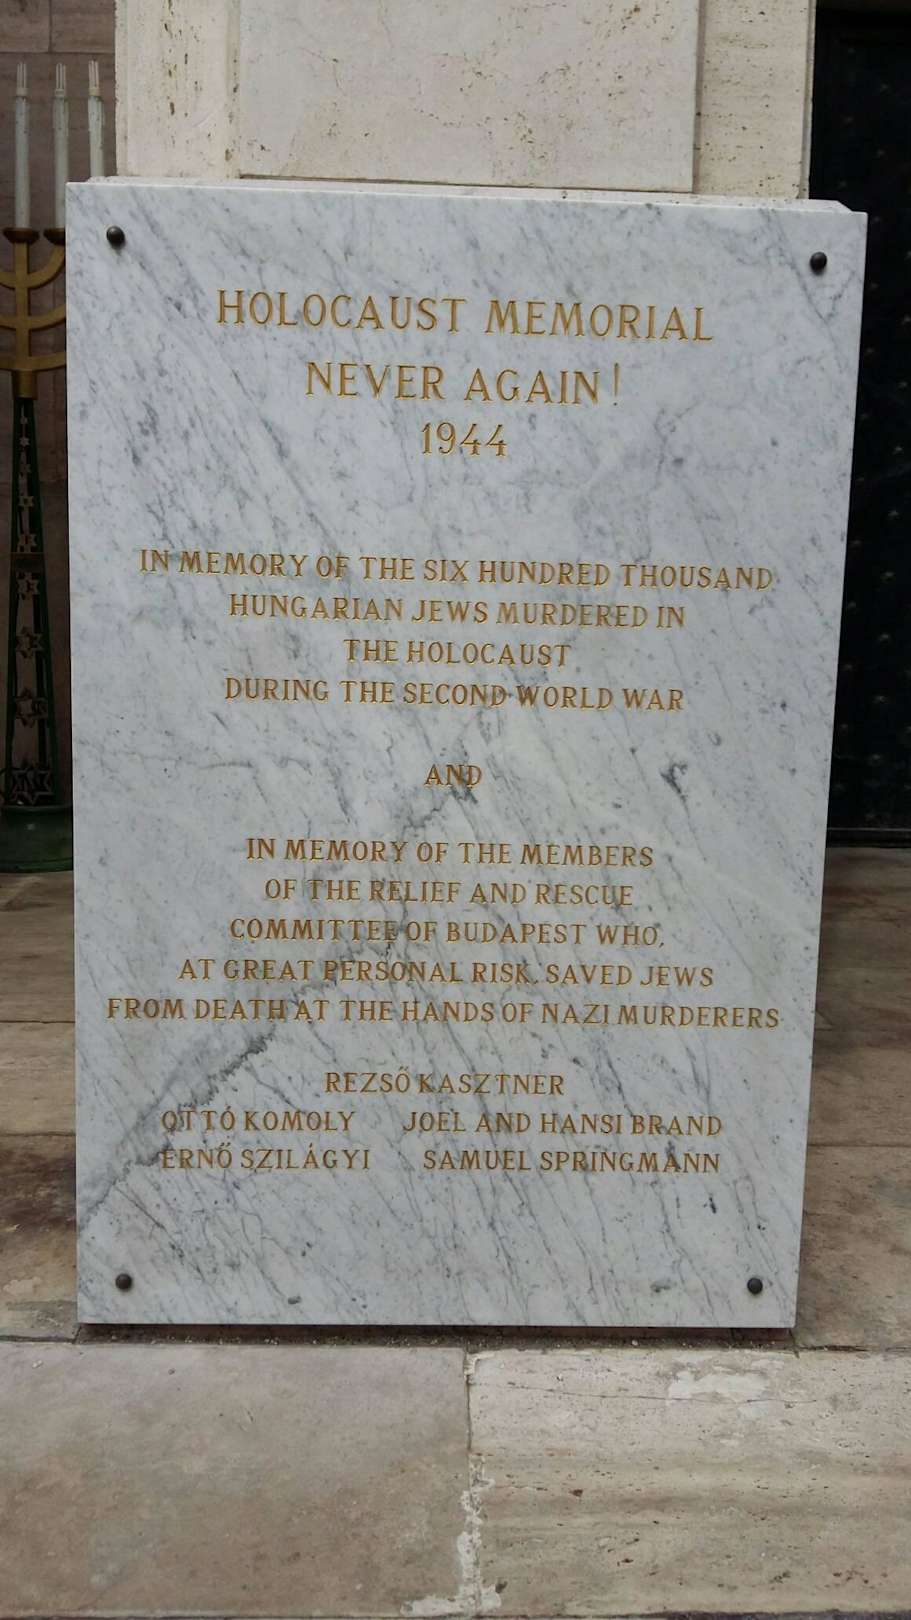 HOLOCAUST MEMORIAL
NEVER AGAIN!
1944
IN MEMORY OF THE SIX HUNDRED THOUSAND
HUNGARIAN JEWS MURDERED IN
THE HOLOCAUST
DURING THE SECOND WORLD WAR
AND
IN MEMORY OF THE MEMBERS
OF THE RELIEF AND RESCUE
COMMITTEE OF BUDAPEST WHO,
AT GREAT PERSONAL RISK, SAVED JEWS
FROM DEATH AT THE HANDS OF NAZI MURDERERS
REZSŐ KASZTNER
OTTÓ KOMOLY JOEL AND HANSI BRAND
ERNŐ SZILÁGYI SAMUEL SPRINGMANN